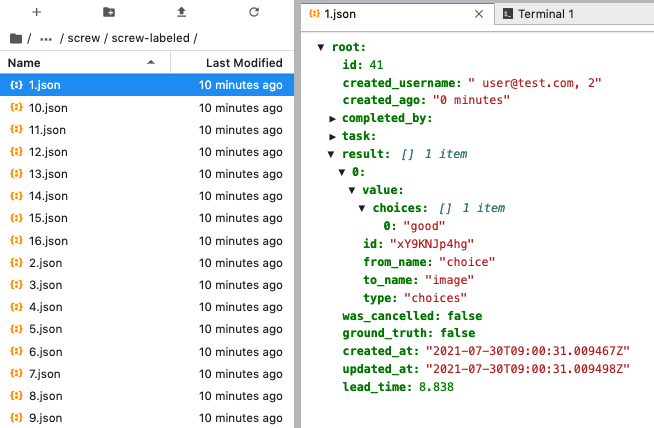 / ... / screw / screw-labeled /
Name Last Modified
1.json 10 minutes ago
10.json 10 minutes ago
11.json 10 minutes ago
12.json 10 minutes ago
13.json 10 minutes ago
14.json 10 minutes ago
15.json 10 minutes ago
16.json 10 minutes ago
2.json 10 minutes ago
3.json 10 minutes ago
4.json 10 minutes ago
5.json 10 minutes ago
6.json 10 minutes ago
7.json 10 minutes ago
8.json 10 minutes ago
9.json 10 minutes ago
1.json Terminal 1
root:
id: 41
created_username: " user@test.com, 2"
created_ago: "0 minutes"
completed_by:
task:
result: [] 1 item
0:
value:
choices: [] 1 item
0: "good"
id: "xY9KNJp4hg"
from_name: "choice"
to_name: "image"
type: "choices"
was_cancelled: false
ground_truth: false
created_at: "2021-07-30T09:00:31.009467Z"
updated_at: "2021-07-30T09:00:31.009498Z"
lead_time: 8.838